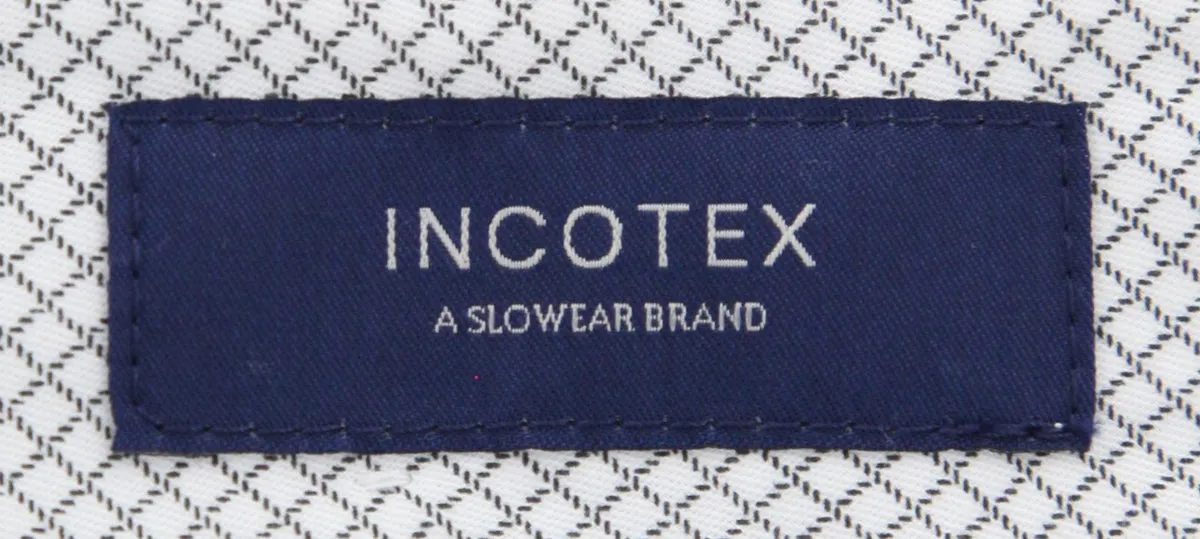 INCOTEX
A SLOWEAR BRAND